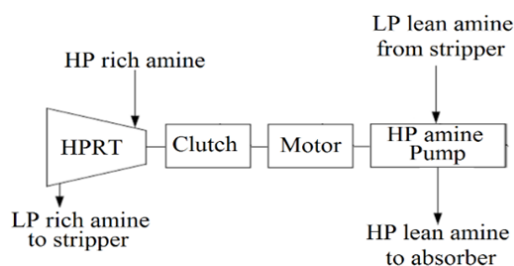 LP lean amine
from stripper
HP rich amine
HPRT
Clutch
Motor
HP amine
Pump
LP rich amine
to stripper
HP lean amine
to absorber